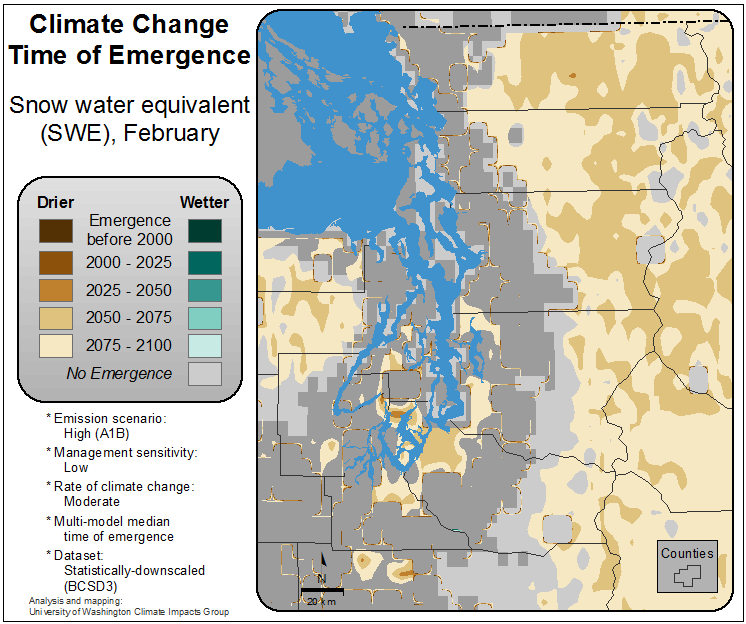 Climate Change
Time of Emergence
Snow water equivalent
(SWE), February
Drier Wetter
Emergence
before 2000
2000 - 2025
2025 - 2050
2050 - 2075
2075 - 2100
No Emergence
* Emission scenario:
High (A1B)
* Management sensitivity:
Low
* Rate of climate change:
Moderate
* Multi-model median
time of emergence
* Dataset:
Statistically-downscaled
(BCSD3)
Analysis and mapping:
University of Washington Climate Impacts Group
N
20 km
Counties